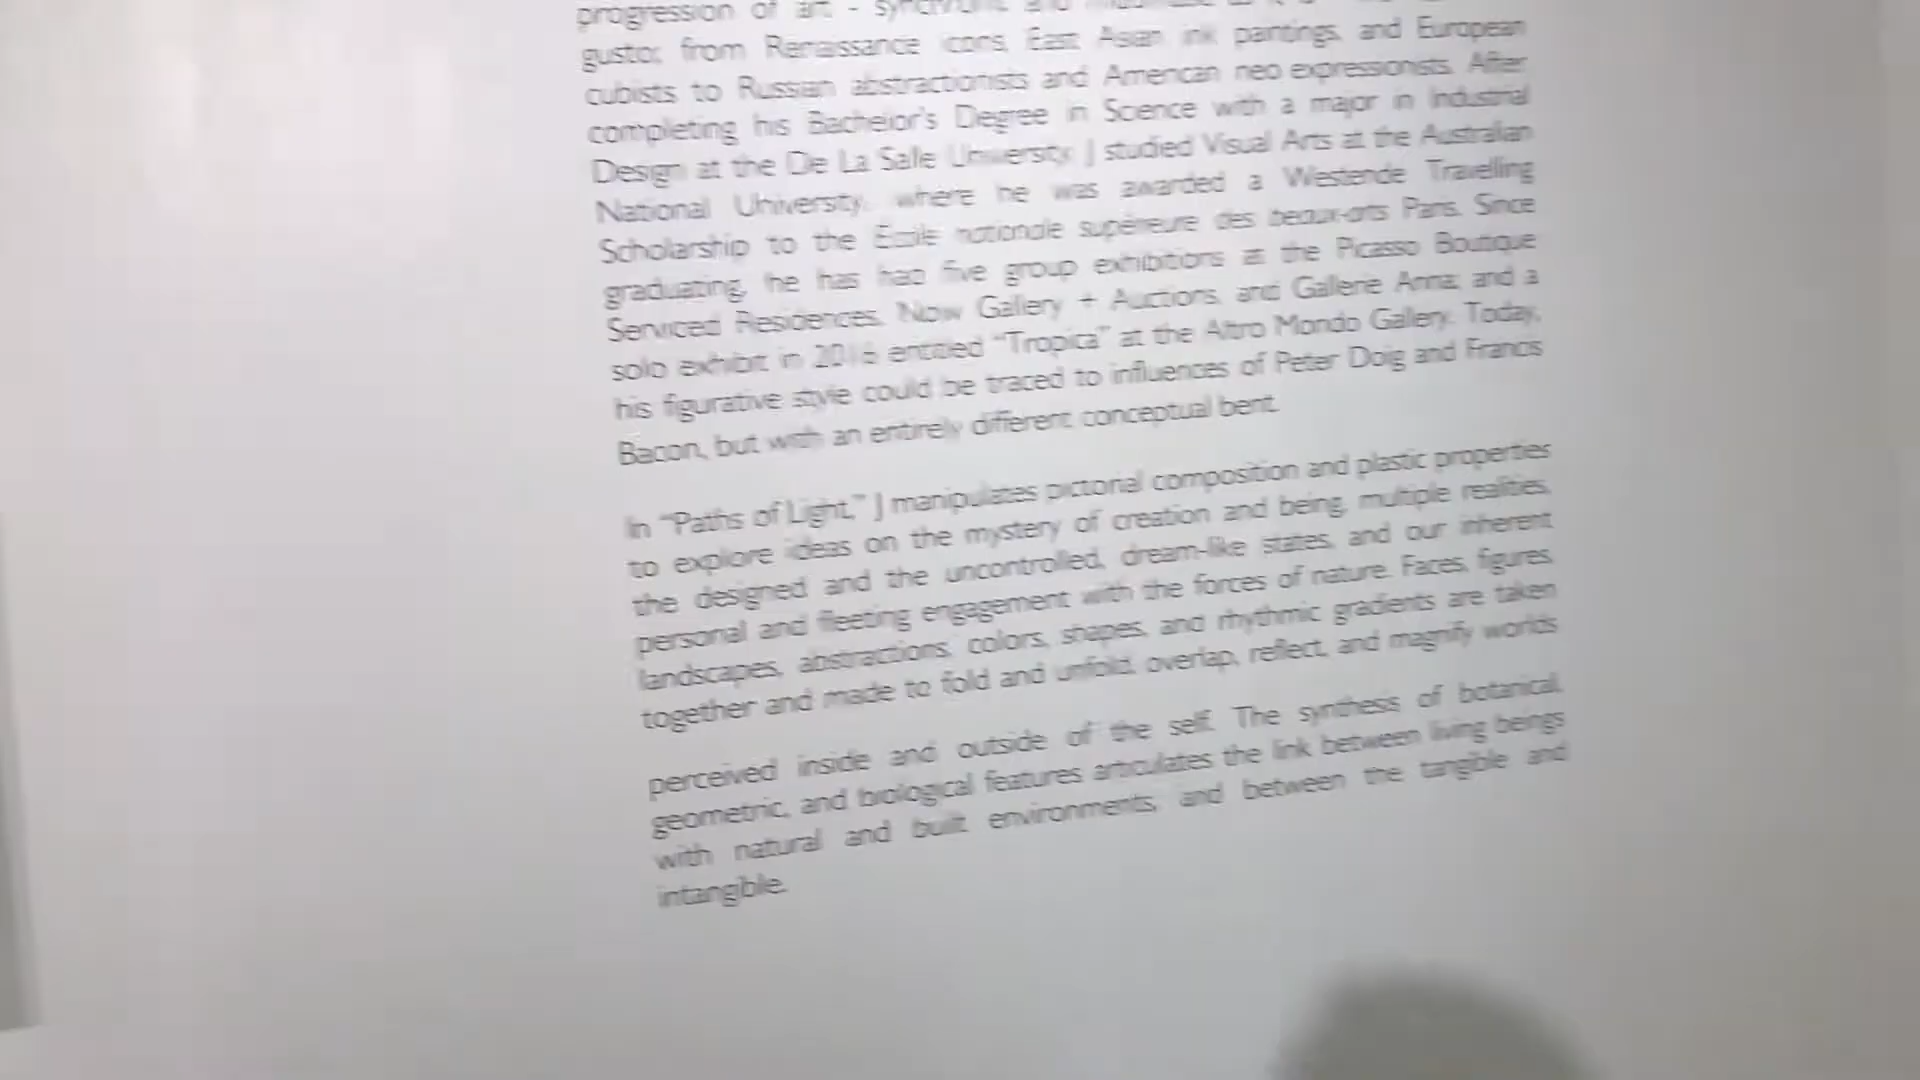 progression of art -
gusto; from Renaissance icons, East Asian ink paintings, and European
cubists to Russian abstractionists and American neo expressionists. After
completing his Bachelor's Degree in Science with a major in Industrial
Design at the De La Salle University, J studied Visual Arts at the Australian
National University, where he was awarded a Westende Travelling
Scholarship to the École nationale supérieure des beaux-arts Paris. Since
graduating, he has had five group exhibitions at the Picasso Boutique
Serviced Residences, Now Gallery + Auctions, and Gallerie Anna; and a
solo exhibit in 2016 entitled “Tropica” at the Altro Mondo Gallery. Today,
his figurative style could be traced to influences of Peter Doig and Francis
Bacon, but with an entirely different conceptual bent.
In “Paths of Light,” J manipulates pictorial composition and plastic properties
to explore ideas on the mystery of creation and being, multiple realities,
the designed and the uncontrolled, dream-like states, and our inherent
personal and fleeting engagement with the forces of nature. Faces, figures,
landscapes, abstractions, colors, shapes, and rhythmic gradients are taken
together and made to fold and unfold, overlap, reflect, and magnify worlds
perceived inside and outside of the self. The synthesis of botanical,
geometric, and biological features articulates the link between living beings
with natural and built environments, and between the tangible and
intangible.